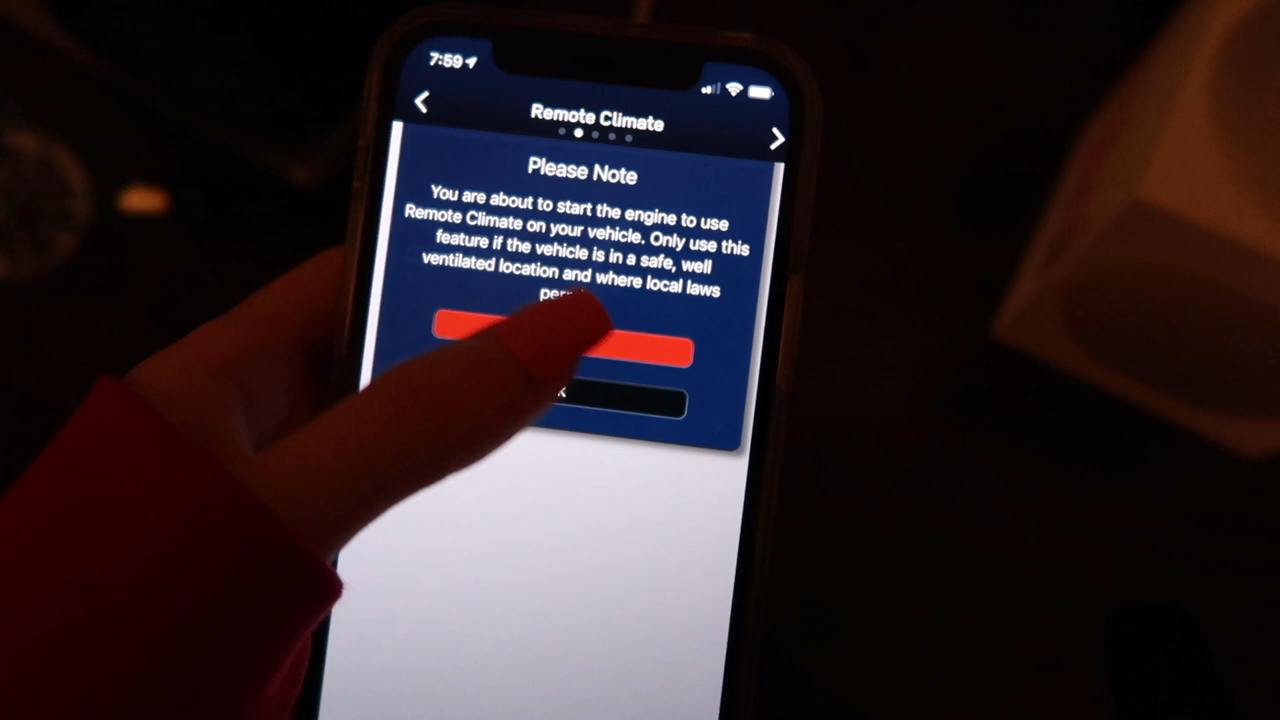 7:59
Remote Climate
Please Note
You are about to start the engine to use
Remote Climate on your vehicle. Only use this
feature if the vehicle is in a safe, well
ventilated location and where local laws